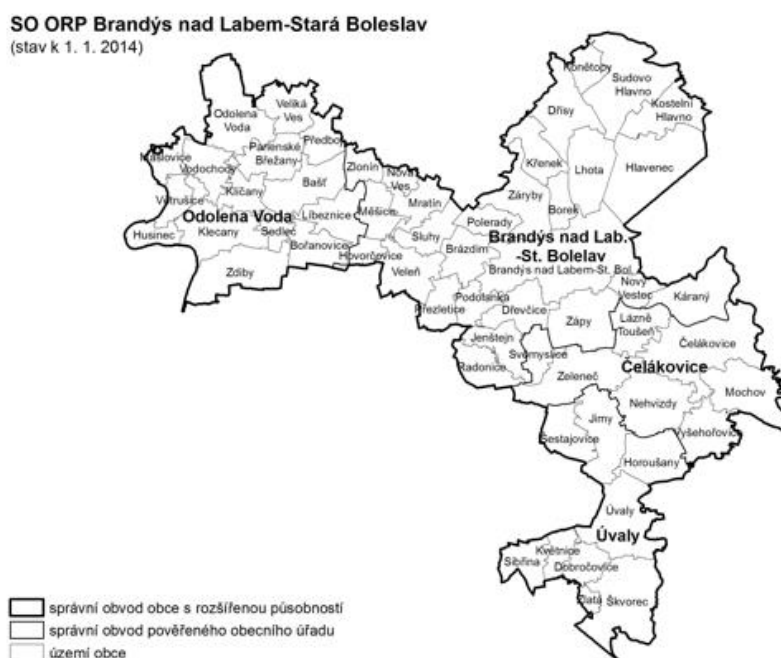 SO ORP Brandýs nad Labem-Stará Boleslav
(stav k 1. 1. 2014)
Konětopy
Sudovo
Hlavno
Kostelní
Hlavno
Dřísy
Odolena
Voda
Veliká
Ves
Předboj
Panenské
Břežany
Máslovice
Vodochody
Zlonín
Nová
Ves
Křenek
Lhota
Hlavenec
Bašť
Klíčany
Větrušice
Záryby
Borek
Mratín
Měšice
Líbeznice
Odolena Voda
Husinec
Klecany
Sedlec
Polerady
Brandýs nad Lab.
-St. Bolelav
Sluhy
Brázdim
Bořanovice
Hovorčovice
Brandýs nad Labem-St. Bol.
Zdiby
Veleň
Nový
Vestec
Káraný
Podolanka
Přezletice
Dřevčice
Zápy
Lázně
Toušeň
Jenštejn
Svémyslice
Čelákovice
Radonice
Zeleneč
Čelákovice
Mochov
Nehvizdy
Jirny
Šestajovice
Vyšehořovice
Horoušany
Úvaly
Úvaly
Květnice
Sibřina
Dobročovice
Zlatá
Škvorec
správní obvod obce s rozšířenou působností
správní obvod pověřeného obecního úřadu
území obce